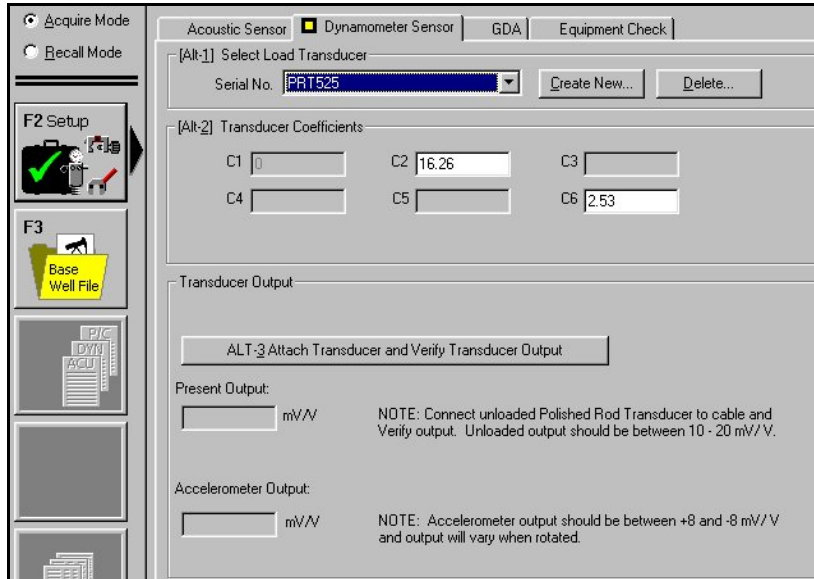 Acquire Mode
Recall Mode
F2 Setup
F3
Base
Well File
P/C
DYN
ACU
Acoustic Sensor
Dynamometer Sensor
GDA
Equipment Check
[Alt-1] Select Load Transducer
Serial No. PRT525
Create New...
Delete...
[Alt-2] Transducer Coefficients
C1 0
C2 16.26
C3
C4
C5
C6 2.53
Transducer Output
ALT-3 Attach Transducer and Verify Transducer Output
Present Output:
mV/V
NOTE: Connect unloaded Polished Rod Transducer to cable and
Verify output. Unloaded output should be between 10 - 20 mV/ V.
Accelerometer Output:
mV/V
NOTE: Accelerometer output should be between +8 and -8 mV/ V
and output will vary when rotated.